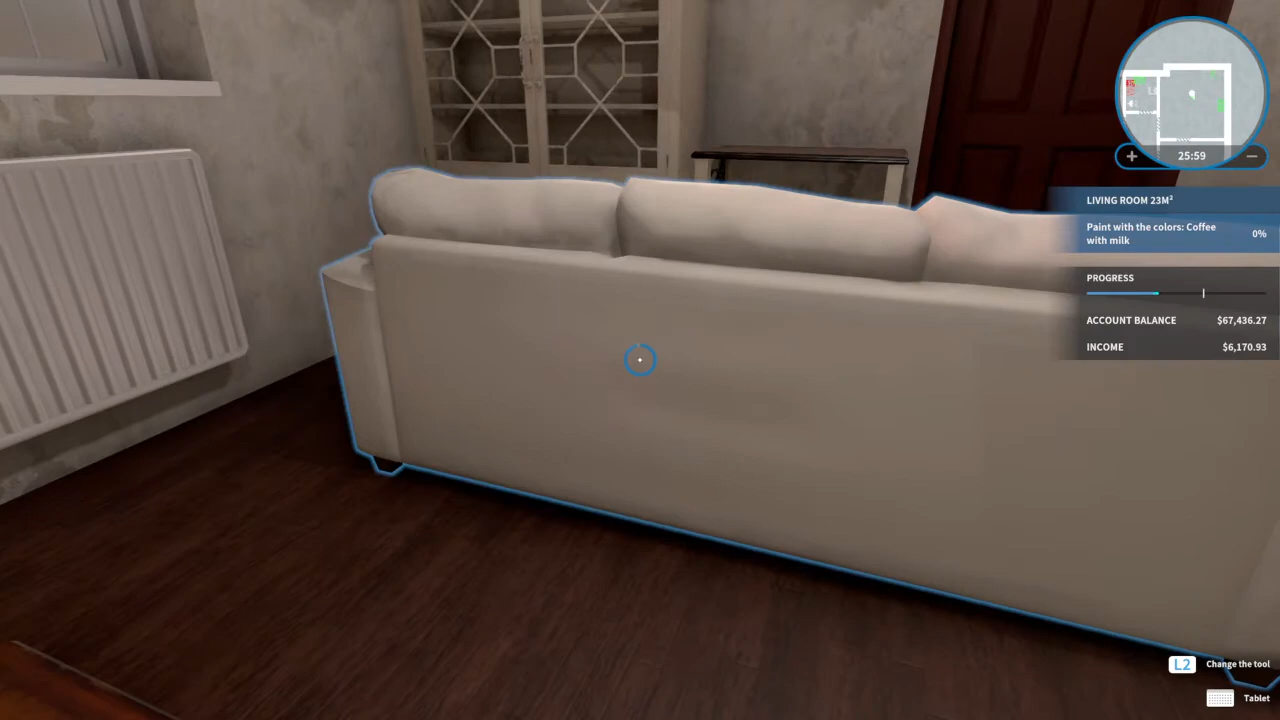 25:59
LIVING ROOM 23M²
Paint with the colors: Coffee
with milk
0%
PROGRESS
ACCOUNT BALANCE $67,436.27
INCOME $6,170.93
L2 Change the tool
Tablet